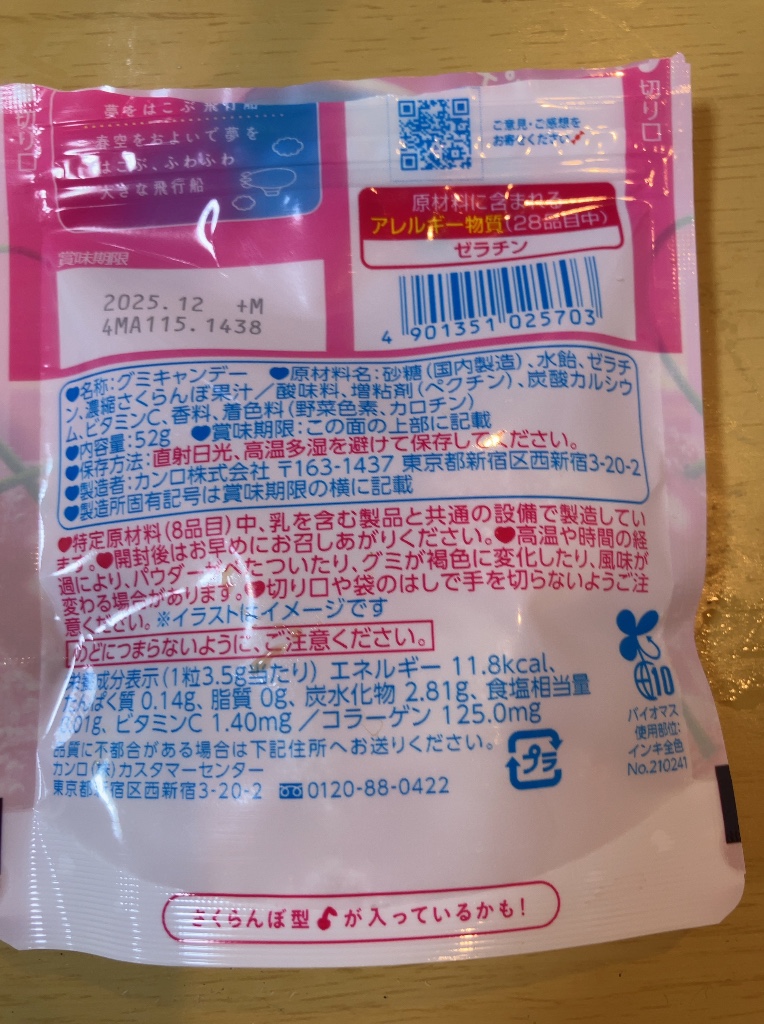 切り口
切り口
夢をはこぶ飛行船
春空をおよいで夢を
はこぶ、ふわふわ
大きな飛行船
ご意見・ご感想を
お寄せください
原材料に含まれる
アレルギー物質(28品目中)
ゼラチン
賞味期限
2025.12 +M
4MA115.1438
4 901351 025703
●名称:グミキャンデー ●原材料名:砂糖(国内製造)、水飴、ゼラチ
ン、濃縮さくらんぼ果汁/酸味料、増粘剤(ペクチン)、炭酸カルシウ
ム、ビタミンC、香料、着色料(野菜色素、カロチン)
●内容量:52g ●賞味期限:この面の上部に記載
●保存方法:直射日光、高温多湿を避けて保存してください。
●製造者:カンロ株式会社 〒163-1437 東京都新宿区西新宿3-20-2
●製造所固有記号は賞味期限の横に記載
●特定原材料(8品目)中、乳を含む製品と共通の設備で製造してい
ます。●開封後はお早めにお召しあがりください。●高温や時間の経
過により、パウダーがべたついたり、グミが褐色に変化したり、風味が
変わる場合があります。●切り口や袋のはしで手を切らないようご注
意ください。※イラストはイメージです
のどにつまらないように、ご注意ください。
栄養成分表示(1粒3.5g当たり) エネルギー 11.8kcal、
たんぱく質 0.14g、脂質 0g、炭水化物 2.81g、食塩相当量
0.01g、ビタミンC 1.40mg/コラーゲン 125.0mg
品質に不都合がある場合は下記住所へお送りください。
カンロ(株)カスタマーセンター
東京都新宿区西新宿3-20-2 0120-88-0422
プラ
10
バイオマス
使用部位:
インキ全色
No.210241
さくらんぼ型が入っているかも!